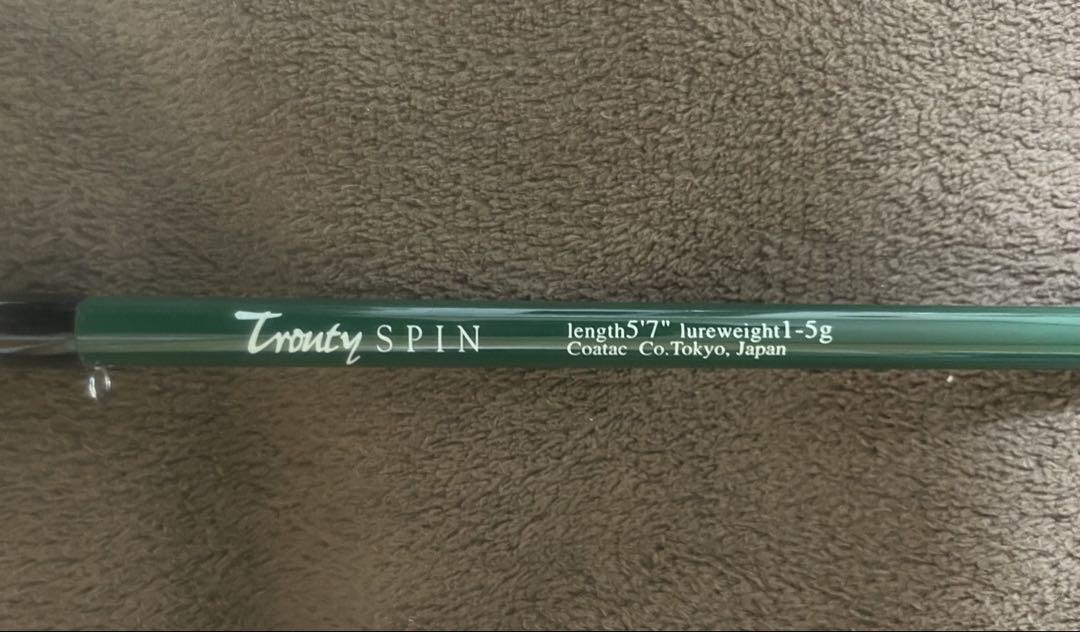 Trouty SPIN
length5'7" lureweight1-5g
Coatac Co.Tokyo, Japan